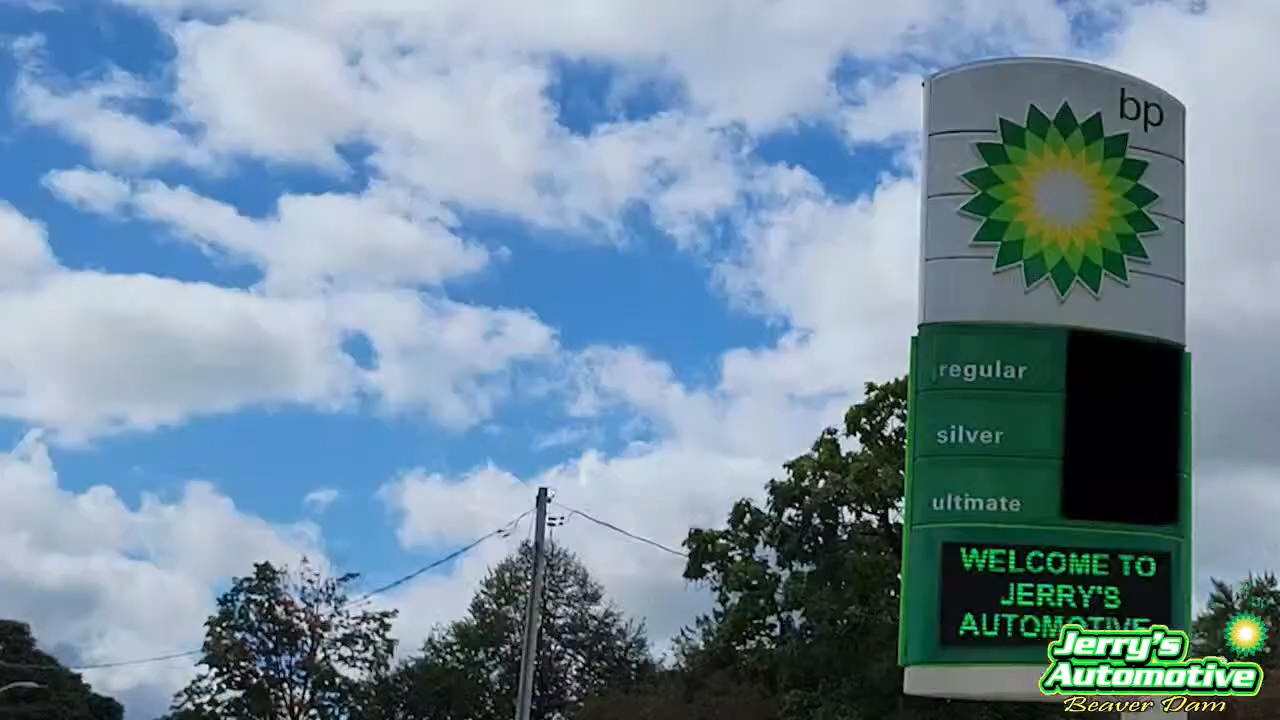 bp
regular
silver
ultimate
WELCOME TO
JERRY'S
AUTOMOTIVE
Jerry's
Automotive
Beaver Dam